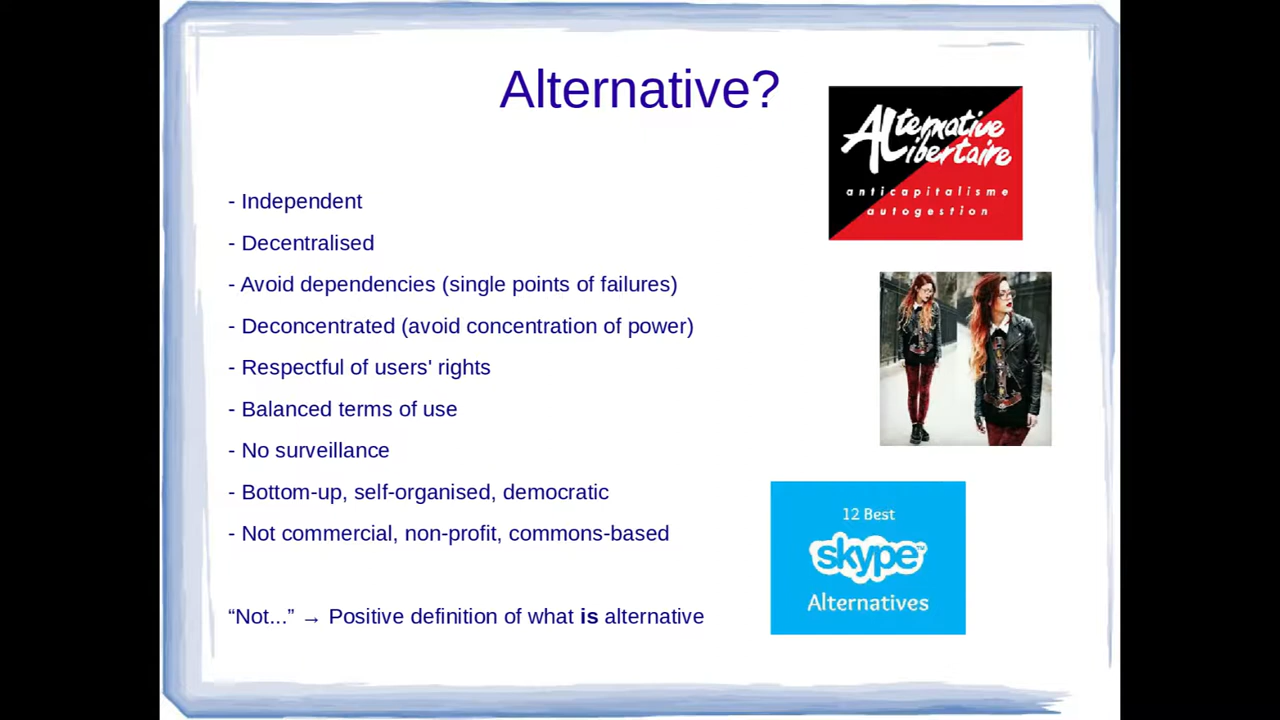 Alternative?
Alternative
Libertaire
anticapitalisme
autogestion
- Independent
- Decentralised
- Avoid dependencies (single points of failures)
- Deconcentrated (avoid concentration of power)
- Respectful of users' rights
- Balanced terms of use
- No surveillance
- Bottom-up, self-organised, democratic
- Not commercial, non-profit, commons-based
12 Best
skype™
Alternatives
“Not...” → Positive definition of what is alternative